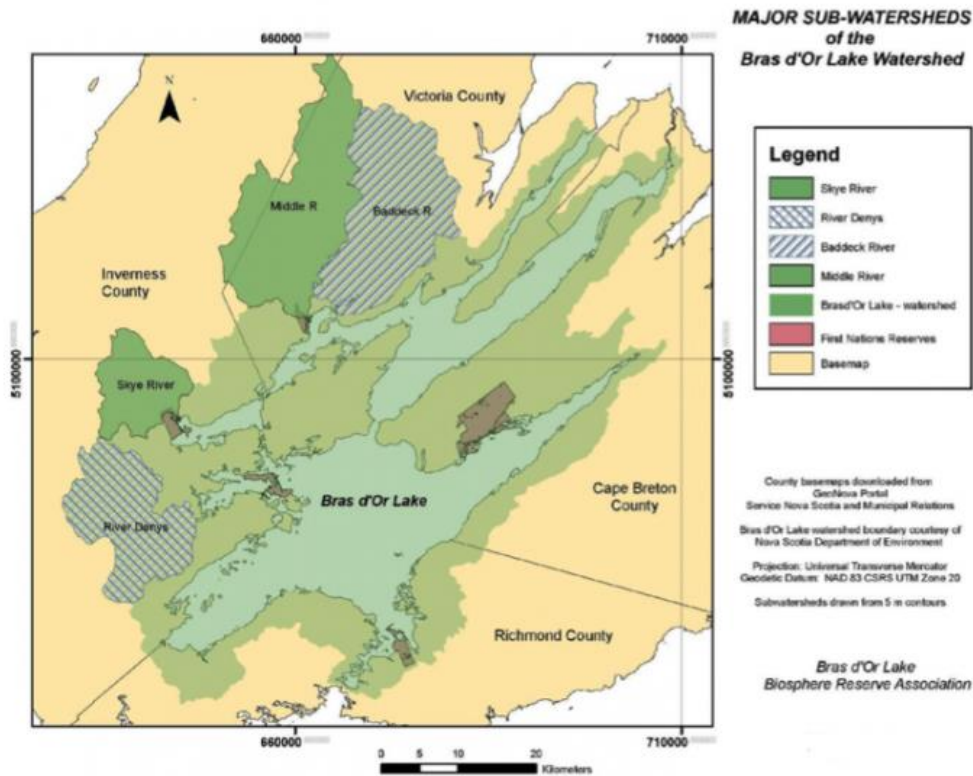 MAJOR SUB-WATERSHEDS
of the
Bras d'Or Lake Watershed
660000
710000
N
Victoria County
Middle R
Baddeck R
Inverness
County
5100000
5100000
Skye River
River Denys
Bras d'Or Lake
Cape Breton
County
Richmond County
660000
710000
0 5 10 20
Kilometers
Legend
Skye River
River Denys
Baddeck River
Middle River
Brasd'Or Lake - watershed
First Nations Reserves
Basemap
County basemaps downloaded from
GeoNova Portal
Service Nova Scotia and Municipal Relations
Bras d'Or Lake watershed boundary courtesy of
Nova Scotia Department of Environment
Projection: Universal Transverse Mercator
Geodetic Datum: NAD 83 CSRS UTM Zone 20
Subwatersheds drawn from 5 m contours
Bras d'Or Lake
Biosphere Reserve Association